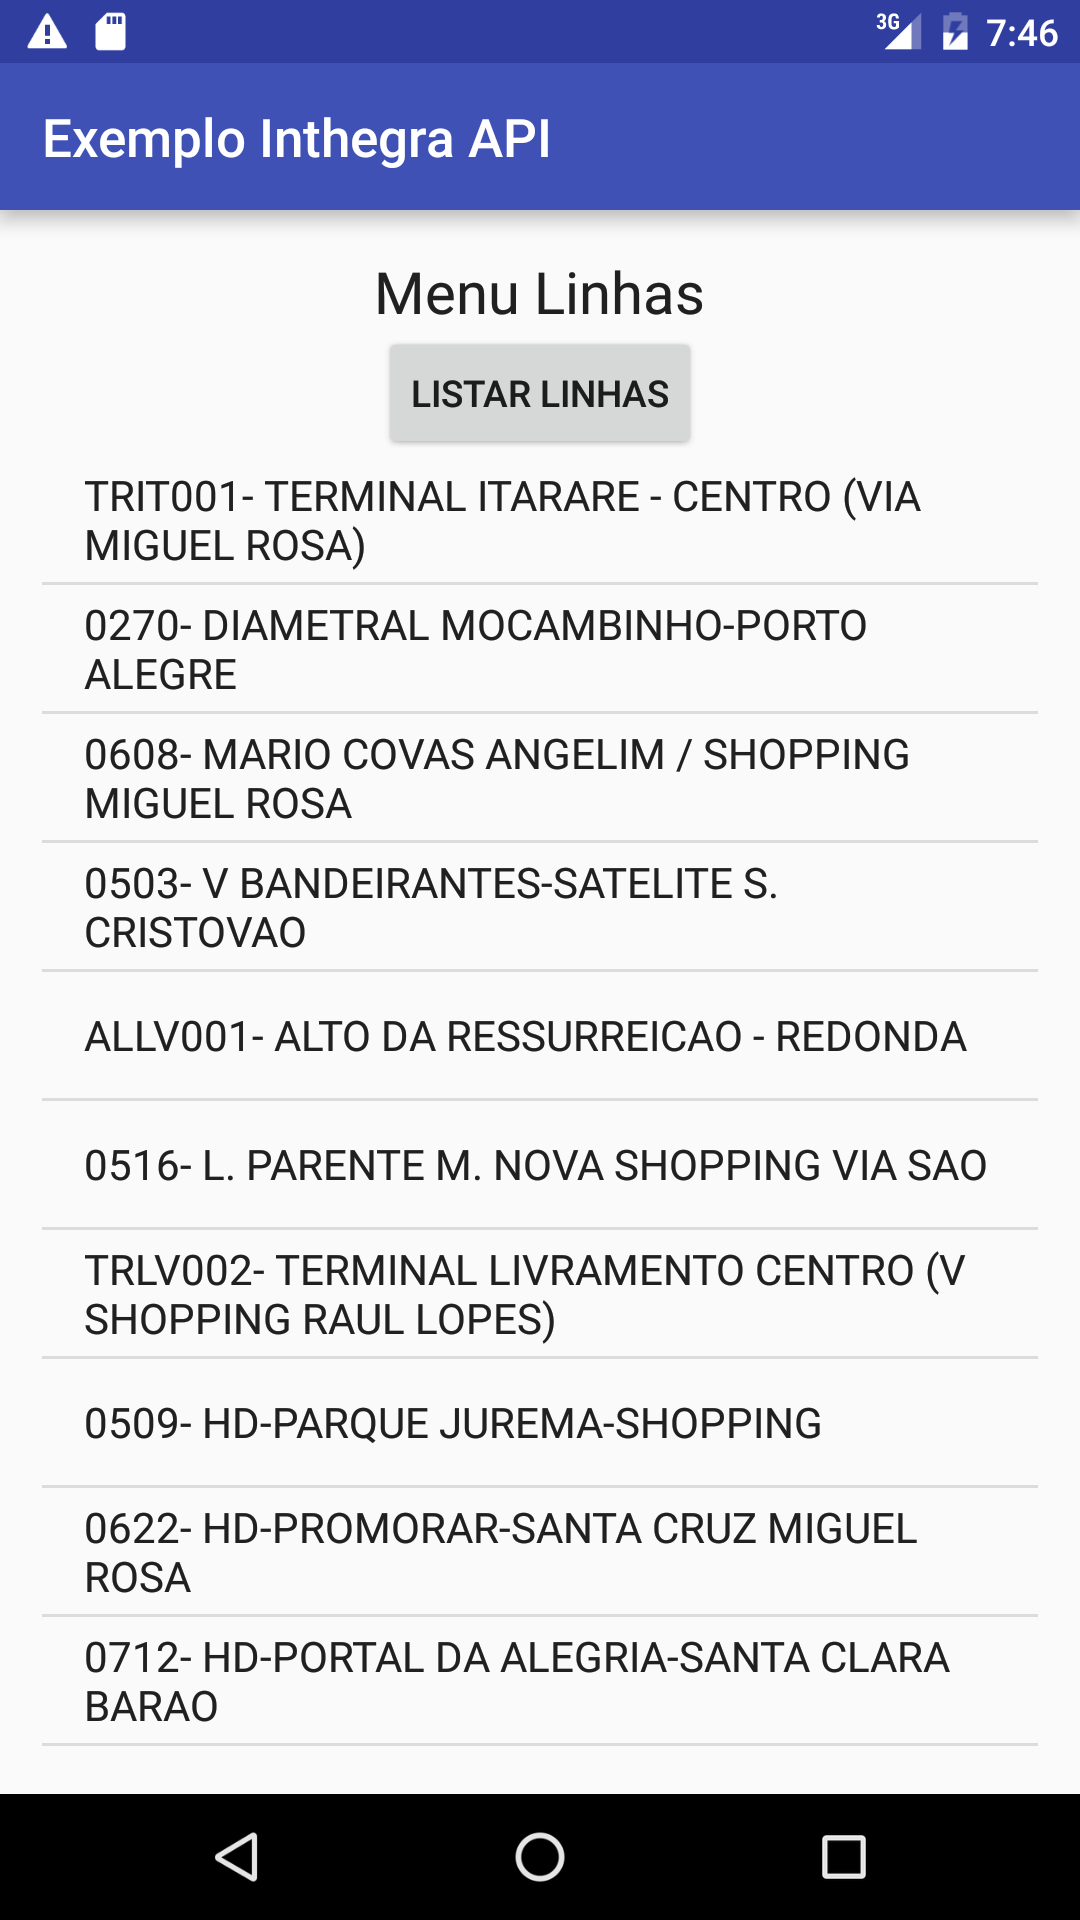 3G 7:46
Exemplo Inthegra API
Menu Linhas
LISTAR LINHAS
TRIT001- TERMINAL ITARARE - CENTRO (VIA
MIGUEL ROSA)
0270- DIAMETRAL MOCAMBINHO-PORTO
ALEGRE
0608- MARIO COVAS ANGELIM / SHOPPING
MIGUEL ROSA
0503- V BANDEIRANTES-SATELITE S.
CRISTOVAO
ALLV001- ALTO DA RESSURREICAO - REDONDA
0516- L. PARENTE M. NOVA SHOPPING VIA SAO
TRLV002- TERMINAL LIVRAMENTO CENTRO (V
SHOPPING RAUL LOPES)
0509- HD-PARQUE JUREMA-SHOPPING
0622- HD-PROMORAR-SANTA CRUZ MIGUEL
ROSA
0712- HD-PORTAL DA ALEGRIA-SANTA CLARA
BARAO